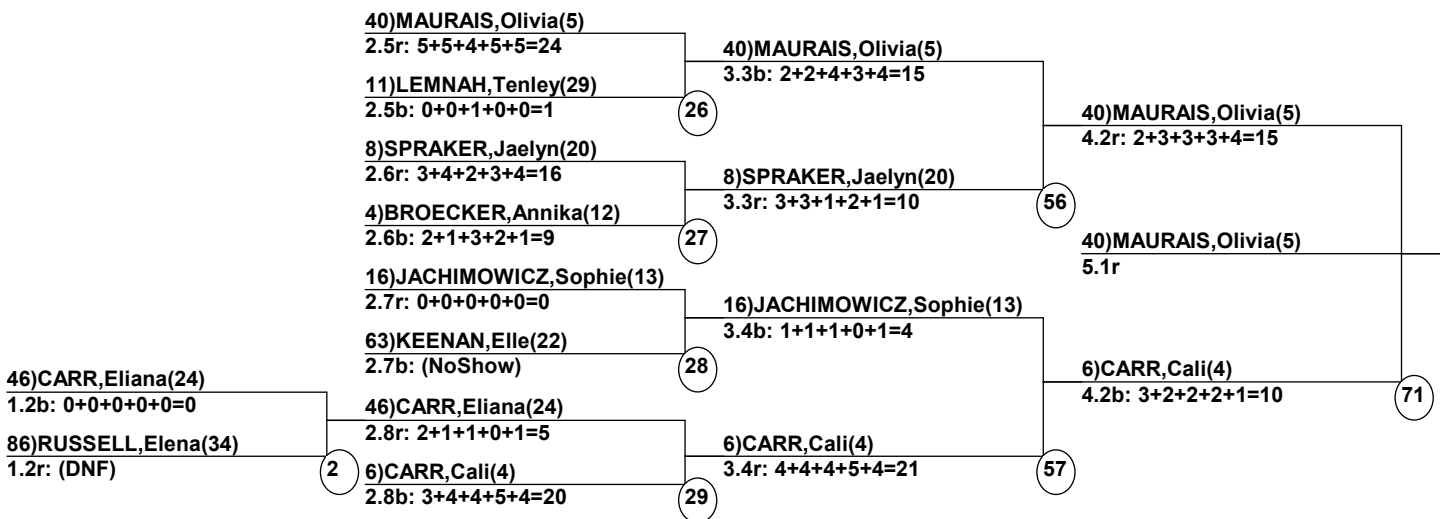 40)MAURAIS,Olivia(5)
2.5r: 5+5+4+5+5=24
11)LEMNAH,Tenley(29)
2.5b: 0+0+1+0+0=1
26
8)SPRAKER,Jaelyn(20)
2.6r: 3+4+2+3+4=16
4)BROECKER,Annika(12)
2.6b: 2+1+3+2+1=9
27
16)JACHIMOWICZ,Sophie(13)
2.7r: 0+0+0+0+0=0
63)KEENAN,Elle(22)
2.7b: (NoShow)
28
46)CARR,Eliana(24)
1.2b: 0+0+0+0+0=0
86)RUSSELL,Elena(34)
1.2r: (DNF)
2
46)CARR,Eliana(24)
2.8r: 2+1+1+0+1=5
6)CARR,Cali(4)
2.8b: 3+4+4+5+4=20
29
40)MAURAIS,Olivia(5)
3.3b: 2+2+4+3+4=15
8)SPRAKER,Jaelyn(20)
3.3r: 3+3+1+2+1=10
56
16)JACHIMOWICZ,Sophie(13)
3.4b: 1+1+1+0+1=4
6)CARR,Cali(4)
3.4r: 4+4+4+5+4=21
57
40)MAURAIS,Olivia(5)
4.2r: 2+3+3+3+4=15
40)MAURAIS,Olivia(5)
5.1r
6)CARR,Cali(4)
4.2b: 3+2+2+2+1=10
71